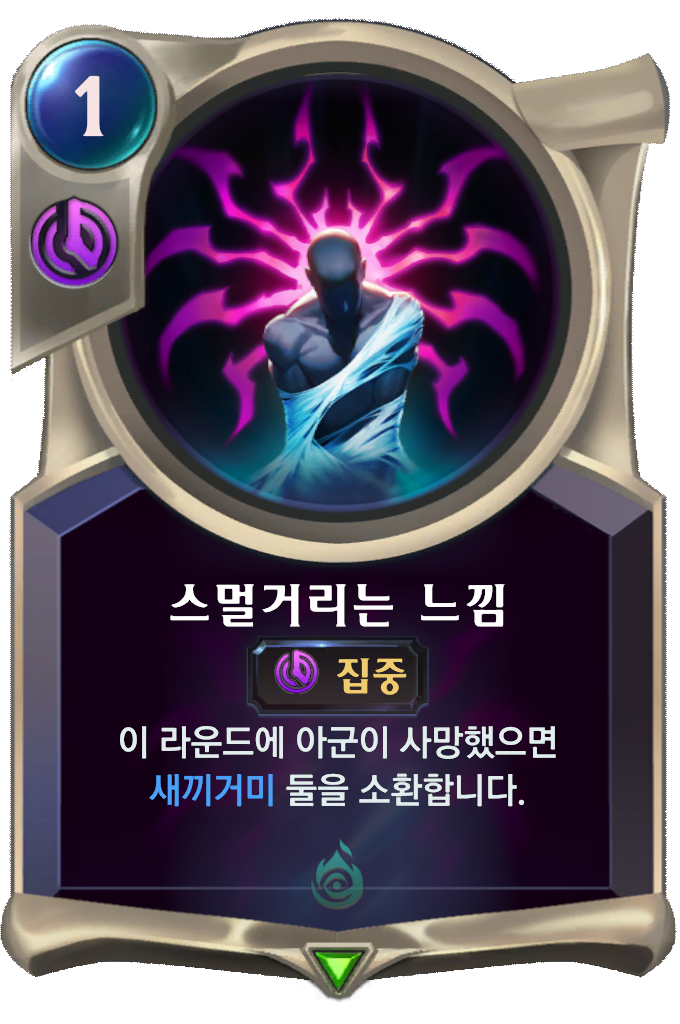 1
스멀거리는 느낌
집중
이 라운드에 아군이 사망했으면
새끼거미 둘을 소환합니다.